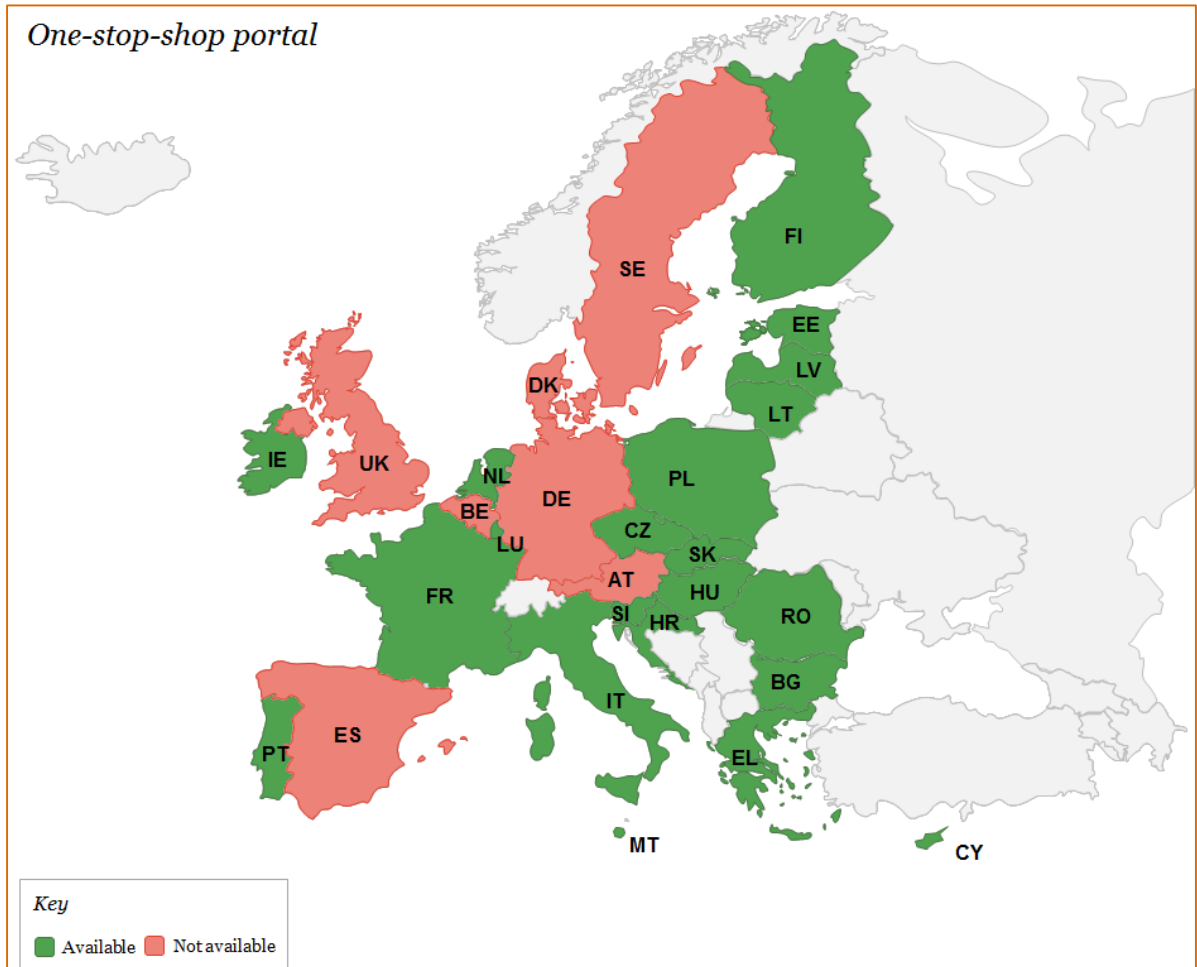 One-stop-shop portal
FI
SE
EE
LV
DK
LT
IE
UK
NL
DE
PL
BE
CZ
LU
SK
AT
HU
FR
SI
HR
RO
BG
IT
ES
PT
EL
MT
CY
Key
Available Not available